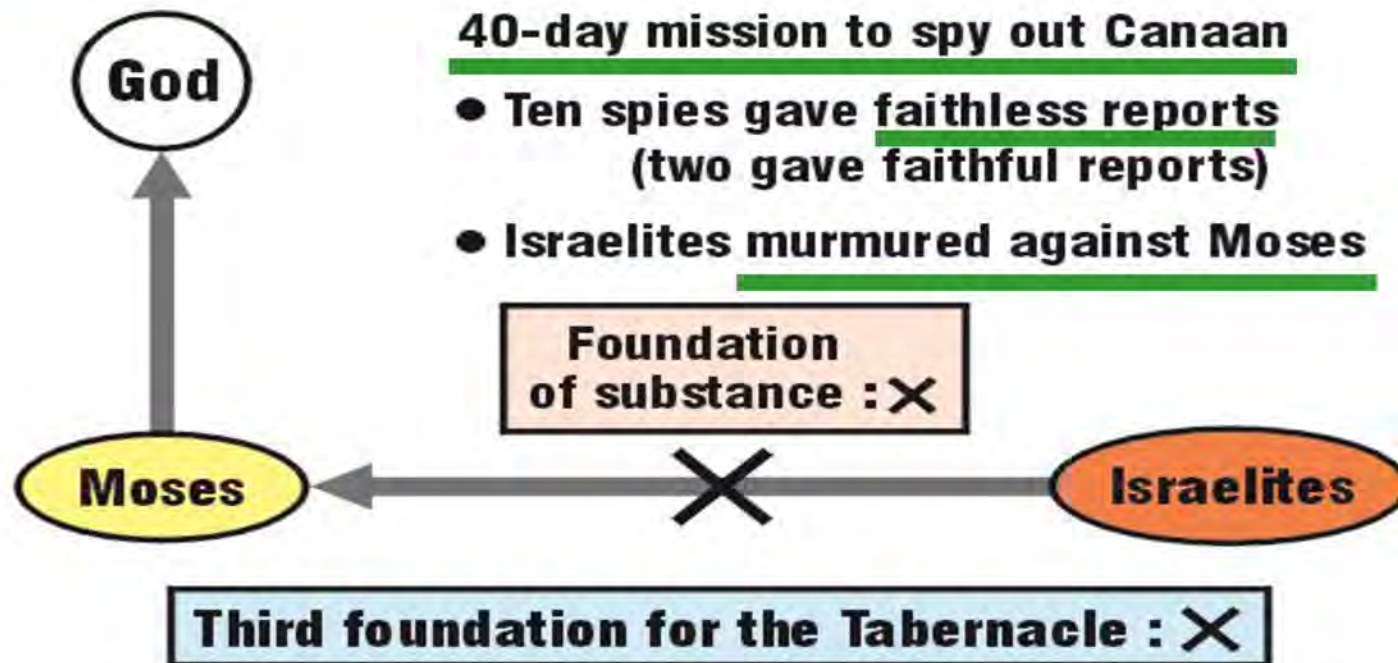 God
40-day mission to spy out Canaan
● Ten spies gave faithless reports
(two gave faithful reports)
● Israelites murmured against Moses
Foundation
of substance : ×
Moses
Israelites
Third foundation for the Tabernacle : ×